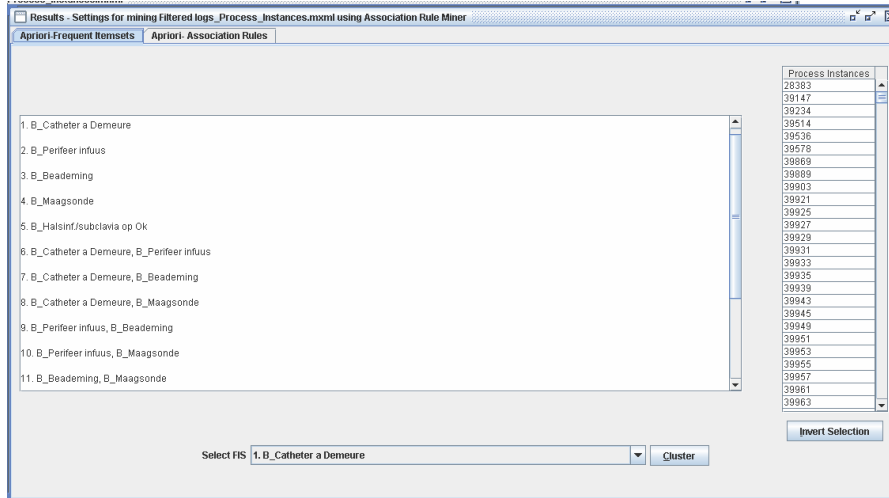 Results - Settings for mining Filtered logs_Process_Instances.mxml using Association Rule Miner
Apriori-Frequent Itemsets
Apriori- Association Rules
1. B_Catheter a Demeure
2. B_Perifeer infuus
3. B_Beademing
4. B_Maagsonde
5. B_Halsinf./subclavia op Ok
6. B_Catheter a Demeure, B_Perifeer infuus
7. B_Catheter a Demeure, B_Beademing
8. B_Catheter a Demeure, B_Maagsonde
9. B_Perifeer infuus, B_Beademing
10. B_Perifeer infuus, B_Maagsonde
11. B_Beademing, B_Maagsonde
Process Instances
28383
39147
39234
39514
39536
39578
39869
39889
39903
39921
39925
39927
39929
39931
39933
39935
39939
39943
39945
39949
39951
39953
39955
39957
39961
39963
Invert Selection
Select FIS
1. B_Catheter a Demeure
Cluster